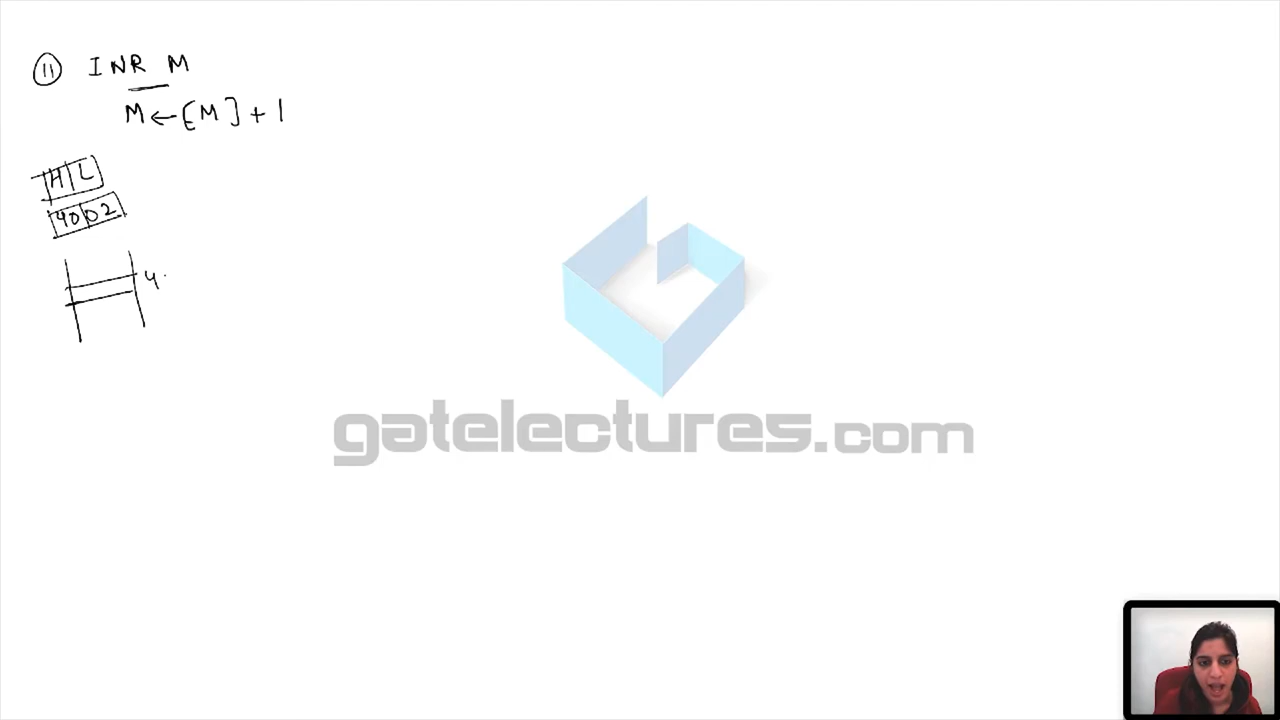 11 INR M
M ← [M] + 1
H L
40 02
4.
gatelectures.com